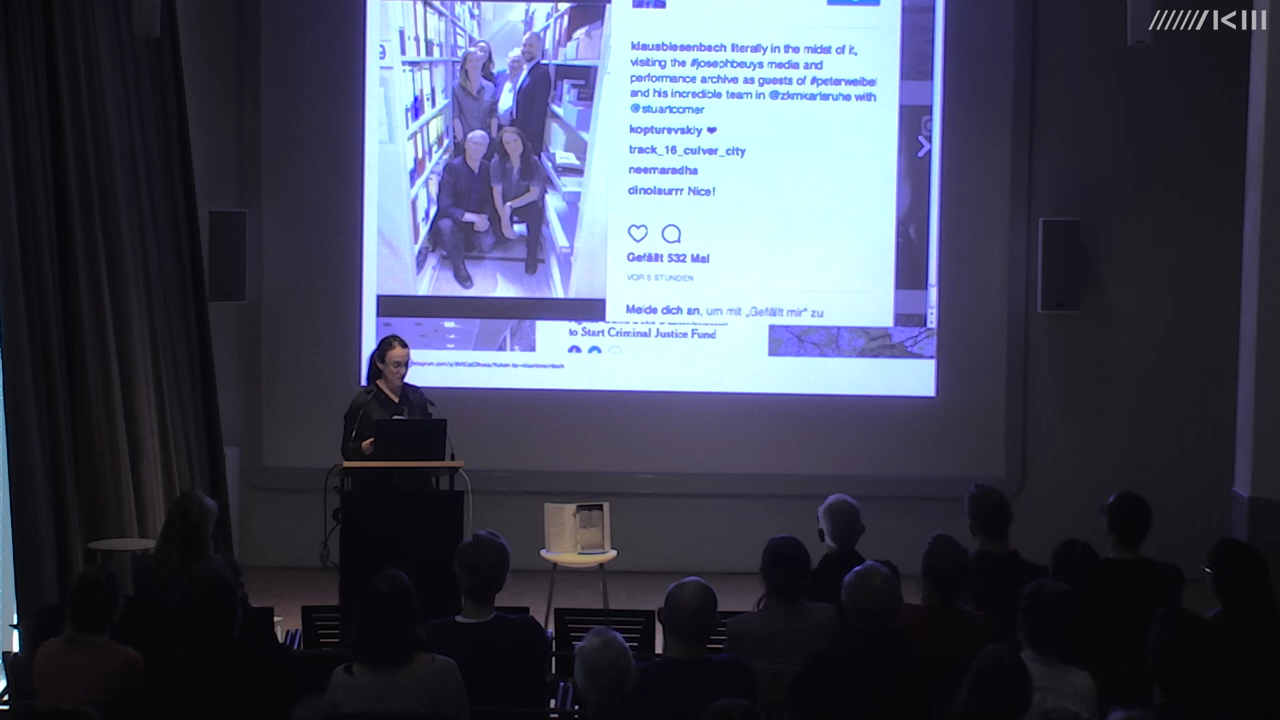 klausbiesenbach literally in the midst of it,
visiting the #josephbeuys media and
performance archive as guests of #peterweibel
and his incredible team in @zkmkarlsruhe with
@stuartcomer
kopturevskiy ❤
track_16_culver_city
neemaradha
dinolaurrr Nice!
Gefällt 532 Mal
VOR 5 STUNDEN
Melde dich an, um mit „Gefällt mir“ zu
to Start Criminal Justice Fund